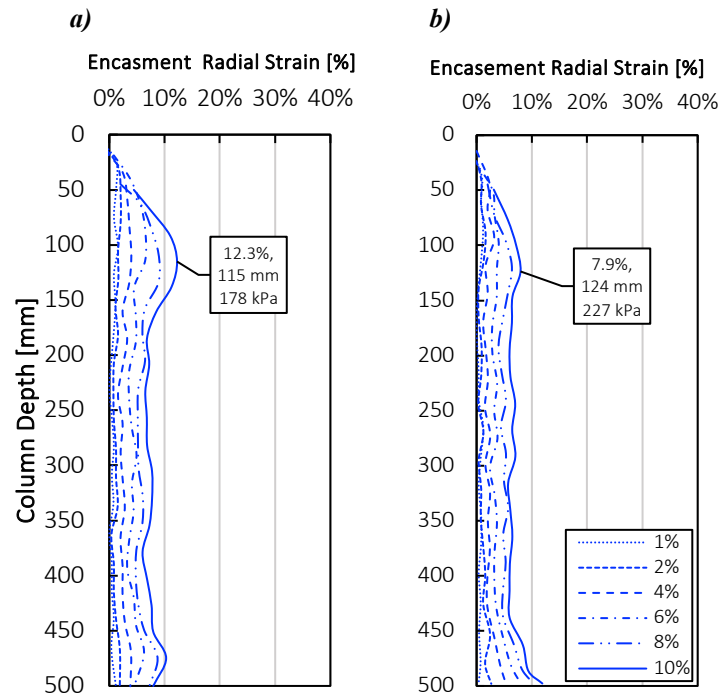 a)
Encasment Radial Strain [%]
0% 10% 20% 30% 40%
0
50
100
150
200
250
300
350
400
450
500
Column Depth [mm]
12.3%,
115 mm
178 kPa
b)
Encasement Radial Strain [%]
0% 10% 20% 30% 40%
0
50
100
150
200
250
300
350
400
450
500
7.9%,
124 mm
227 kPa
1%
2%
4%
6%
8%
10%